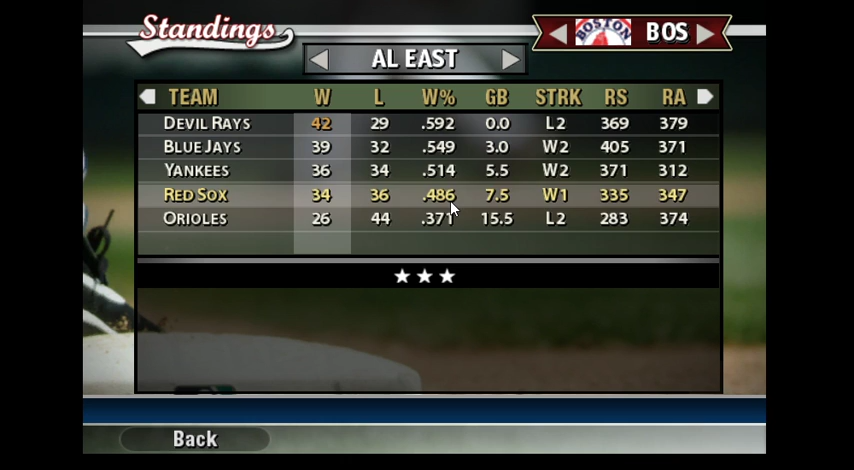 Standings
BOSTON BOS
AL EAST
TEAM W L W% GB STRK RS RA
DEVIL RAYS 42 29 .592 0.0 L2 369 379
BLUE JAYS 39 32 .549 3.0 W2 405 371
YANKEES 36 34 .514 5.5 W2 371 312
RED SOX 34 36 .486 7.5 W1 335 347
ORIOLES 26 44 .371 15.5 L2 283 374
Back